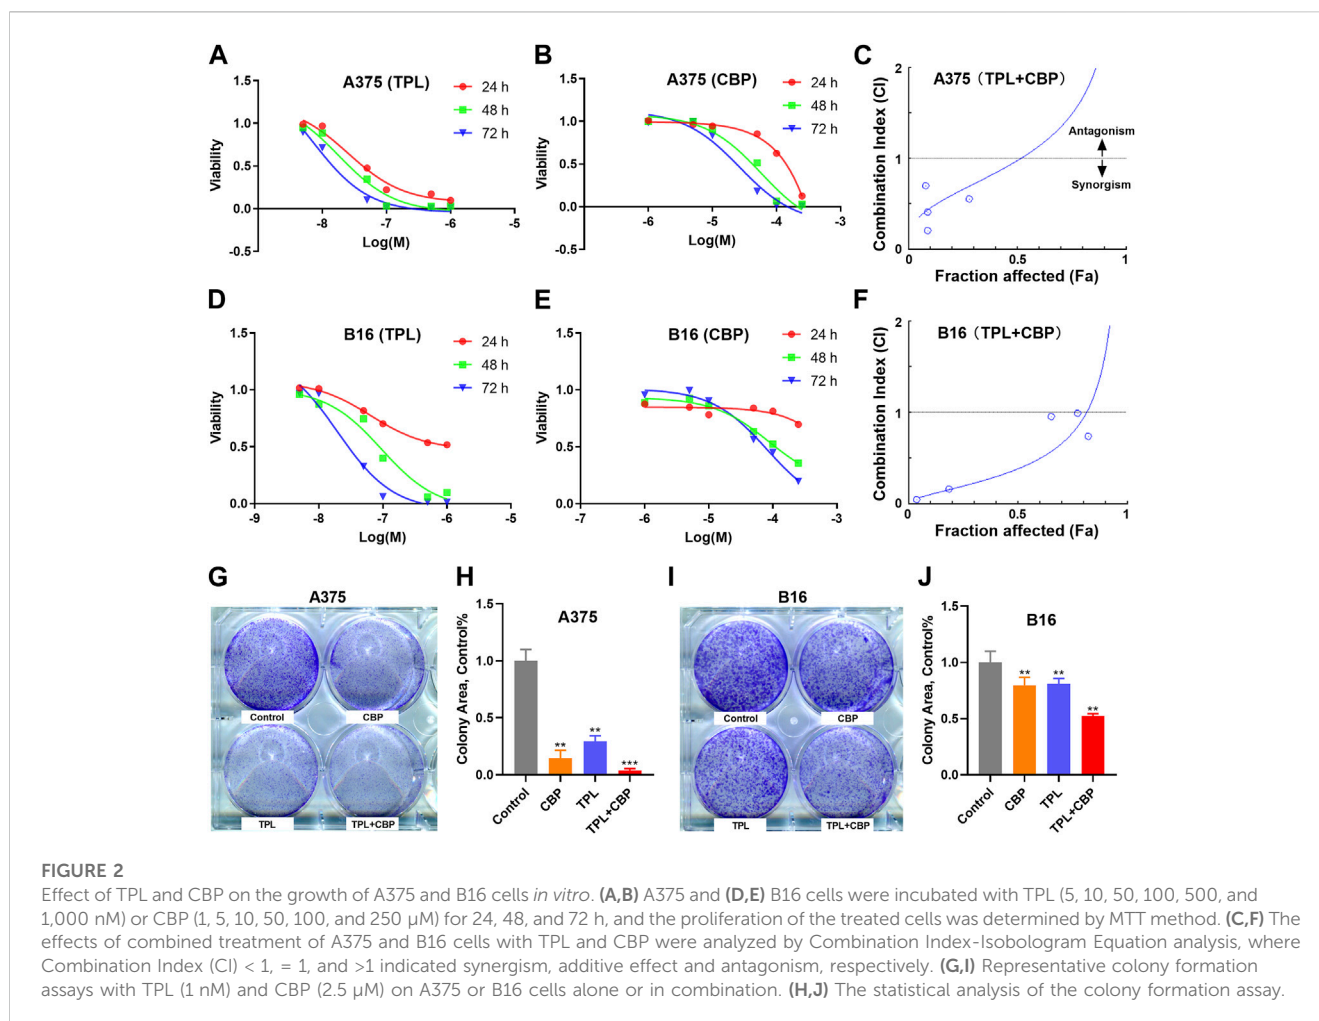 A
A375 (TPL)
24 h
48 h
72 h
1.5
1.0
0.5
0.0
-0.5
Viability
-8
-7
-6
-5
Log(M)
B
A375 (CBP)
24 h
48 h
72 h
1.5
1.0
0.5
0.0
-0.5
Viability
-6
-5
-4
-3
Log(M)
C
A375（TPL+CBP）
Antagonism
Synorgism
2
1
0
Combination Index (CI)
0
0.5
1
Fraction affected (Fa)
D
B16 (TPL)
24 h
48 h
72 h
1.5
1.0
0.5
0.0
Viability
-9
-8
-7
-6
-5
Log(M)
E
B16 (CBP)
24 h
48 h
72 h
1.5
1.0
0.5
0.0
Viability
-7
-6
-5
-4
-3
Log(M)
F
B16（TPL+CBP）
2
1
0
Combination Index (CI)
0
0.5
1
Fraction affected (Fa)
G
A375
Control
CBP
TPL
TPL+CBP
H
A375
1.5
1.0
0.5
0.0
Colony Area, Control%
**
**
***
Control
CBP
TPL
TPL+CBP
I
B16
Control
CBP
TPL
TPL+CBP
J
B16
1.5
1.0
0.5
0.0
Colony Area, Control%
**
**
**
Control
CBP
TPL
TPL+CBP
FIGURE 2
Effect of TPL and CBP on the growth of A375 and B16 cells in vitro. (A,B) A375 and (D,E) B16 cells were incubated with TPL (5, 10, 50, 100, 500, and
1,000 nM) or CBP (1, 5, 10, 50, 100, and 250 μM) for 24, 48, and 72 h, and the proliferation of the treated cells was determined by MTT method. (C,F) The
effects of combined treatment of A375 and B16 cells with TPL and CBP were analyzed by Combination Index-Isobologram Equation analysis, where
Combination Index (CI) < 1, = 1, and >1 indicated synergism, additive effect and antagonism, respectively. (G,I) Representative colony formation
assays with TPL (1 nM) and CBP (2.5 μM) on A375 or B16 cells alone or in combination. (H,J) The statistical analysis of the colony formation assay.